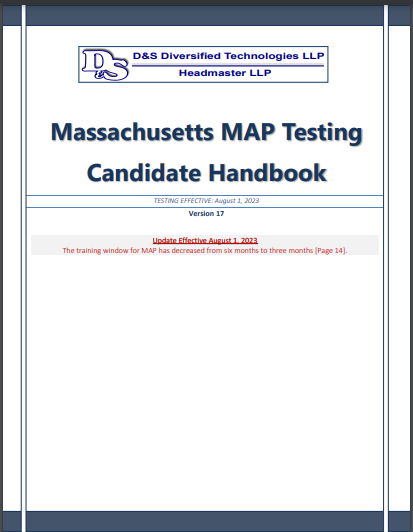 D&S
D&S Diversified Technologies LLP
Headmaster LLP
Massachusetts MAP Testing
Candidate Handbook
TESTING EFFECTIVE: August 1, 2023
Version 17
Update Effective August 1, 2023
The training window for MAP has decreased from six months to three months [Page 14].